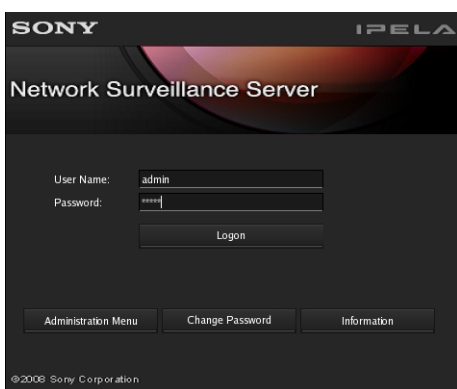 SONY
IPELA
Network Surveillance Server
User Name: admin
Password: *****
Logon
Administration Menu Change Password Information
©2008 Sony Corporation